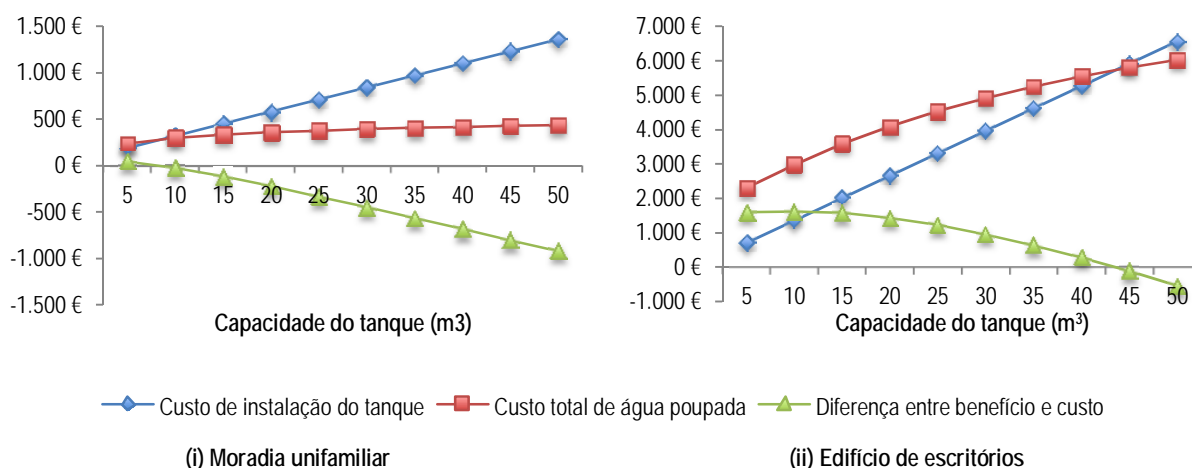 1.500 €
1.000 €
500 €
0 €
-500 €
-1.000 €
-1.500 €
5 10 15 20 25 30 35 40 45 50
Capacidade do tanque (m3)
7.000 €
6.000 €
5.000 €
4.000 €
3.000 €
2.000 €
1.000 €
0 €
-1.000 €
5 10 15 20 25 30 35 40 45 50
Capacidade do tanque (m³)
Custo de instalação do tanque
Custo total de água poupada
Diferença entre benefício e custo
(i) Moradia unifamiliar
(ii) Edifício de escritórios